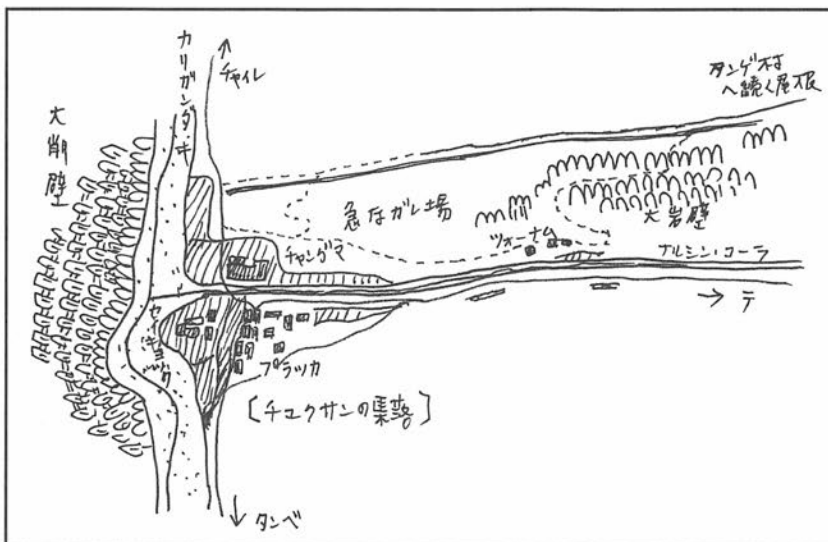 カリガンダキ
チャイレ
タンゲ村
へ続く尾根
大削壁
急なガレ場
大岩壁
ツォーナム
チャングマ
ナルシン・コーラ
→ テ
プラッカ
[チュクサンの集落]
↓ タンベ